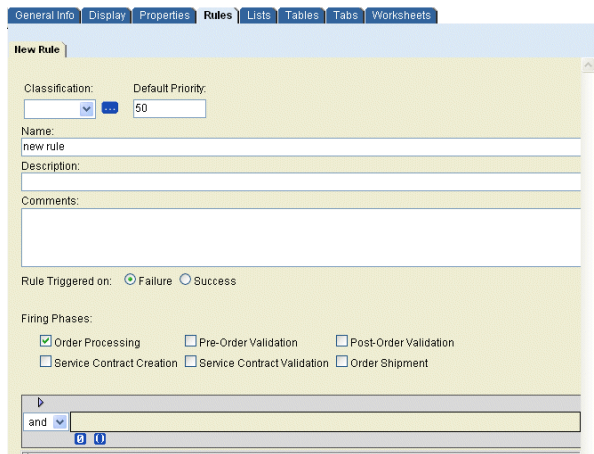 General Info Display Properties Rules Lists Tables Tabs Worksheets
New Rule
Classification: Default Priority:
... 50
Name:
new rule
Description:
Comments:
Rule Triggered on: Failure Success
Firing Phases:
Order Processing Pre-Order Validation Post-Order Validation
Service Contract Creation Service Contract Validation Order Shipment
and
()